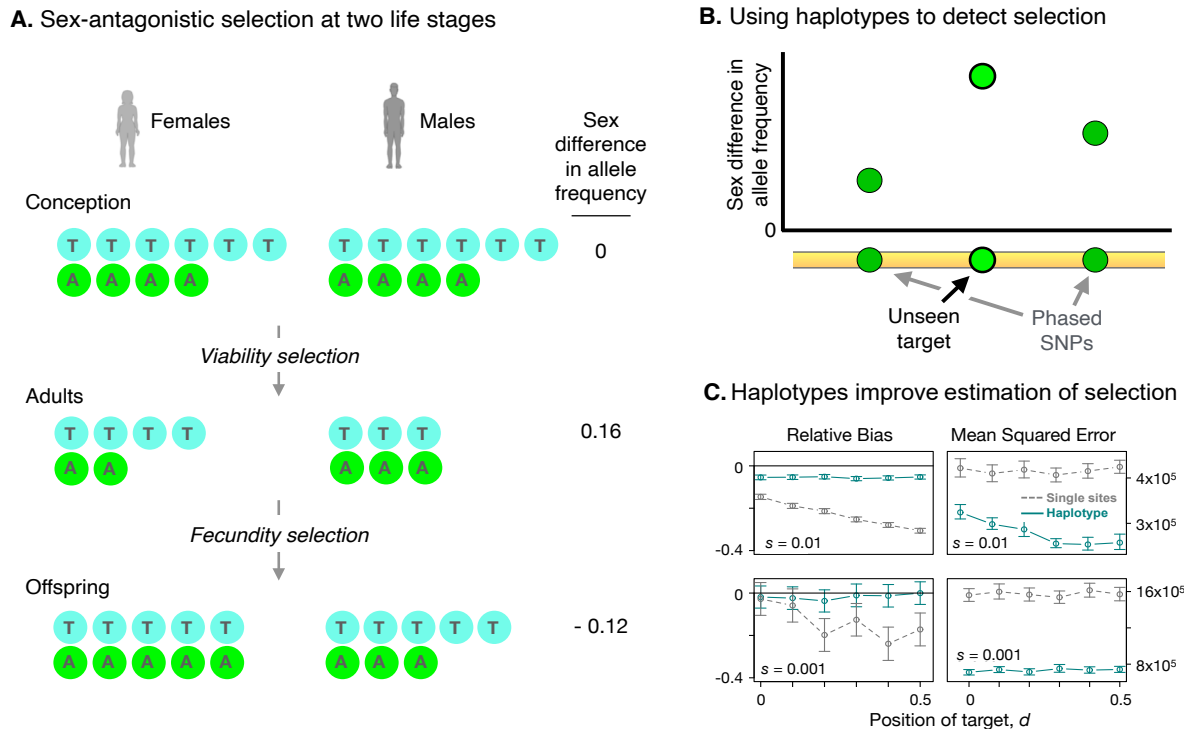 A. Sex-antagonistic selection at two life stages
Females
Males
Sex
difference
in allele
frequency
Conception
T T T T T T
T T T T T T
0
A A A A
A A A A
Viability selection
Adults
T T T T
T T T
0.16
A A
A A A
Fecundity selection
Offspring
T T T T T
T T T T T
- 0.12
A A A A A
A A A
B. Using haplotypes to detect selection
Sex difference in
allele frequency
0
Unseen
target
Phased
SNPs
C. Haplotypes improve estimation of selection
Relative Bias
Mean Squared Error
0
-0.4
s = 0.01
Single sites
Haplotype
4x10⁵
3x10⁵
s = 0.01
0
-0.4
s = 0.001
16x10⁵
8x10⁵
s = 0.001
0
0.5
0
0.5
Position of target, d